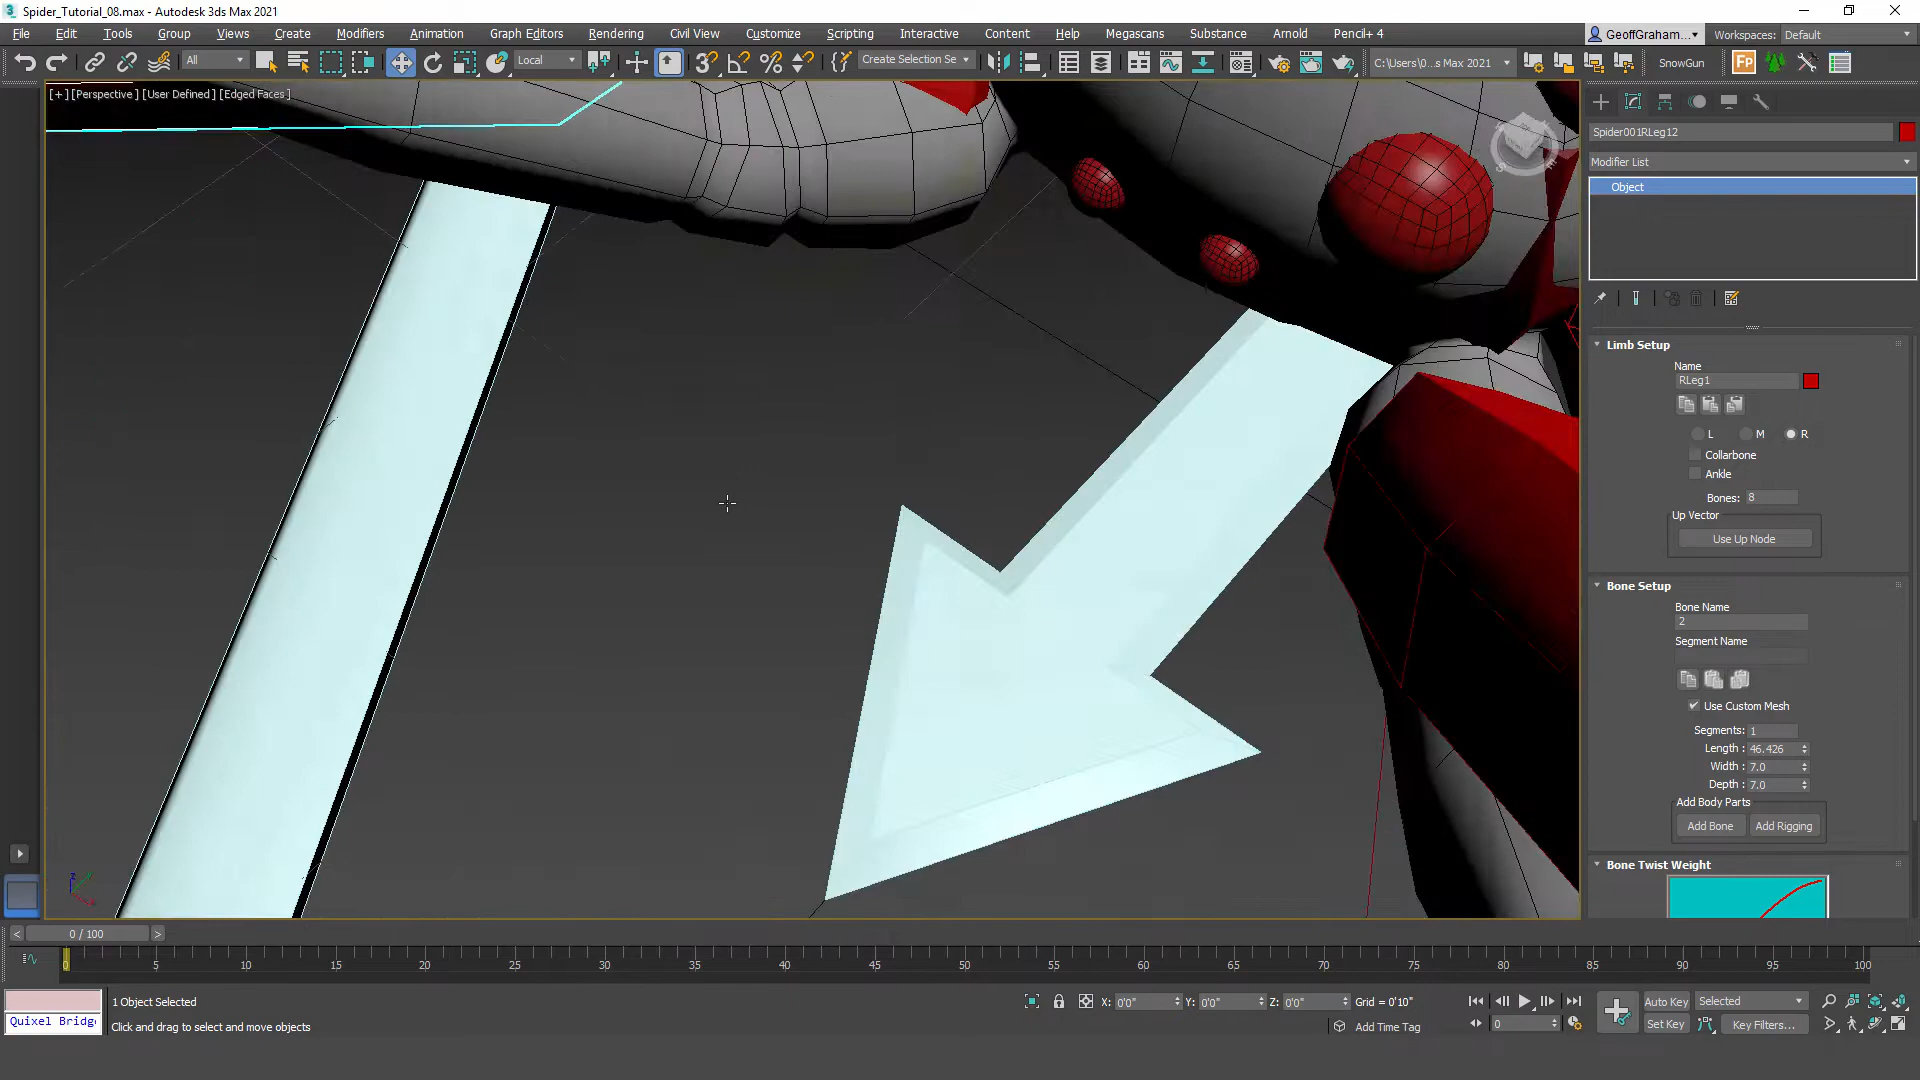 Spider_Tutorial_08.max - Autodesk 3ds Max 2021
File Edit Tools Group Views Create Modifiers Animation Graph Editors Rendering Civil View Customize Scripting Interactive Content Help Megascans Substance Arnold Pencil+ 4 GeoffGraham... Workspaces: Default
All Local Create Selection Se C:\Users\0...s Max 2021 SnowGun
[+] [Perspective] [User Defined] [Edged Faces]
Spider001RLeg12
Modifier List
Object
Limb Setup
Name
RLeg1
L M R
Collarbone
Ankle
Bones: 8
Up Vector
Use Up Node
Bone Setup
Bone Name
2
Segment Name
Use Custom Mesh
Segments: 1
Length : 46.426
Width : 7.0
Depth : 7.0
Add Body Parts
Add Bone Add Rigging
Bone Twist Weight
< 0 / 100 >
0 5 10 15 20 25 30 35 40 45 50 55 60 65 70 75 80 85 90 95 100
1 Object Selected X: 0'0" Y: 0'0" Z: 0'0" Grid = 0'10" Auto Key Selected
Quixel Bridg Click and drag to select and move objects Add Time Tag 0 Set Key Key Filters...